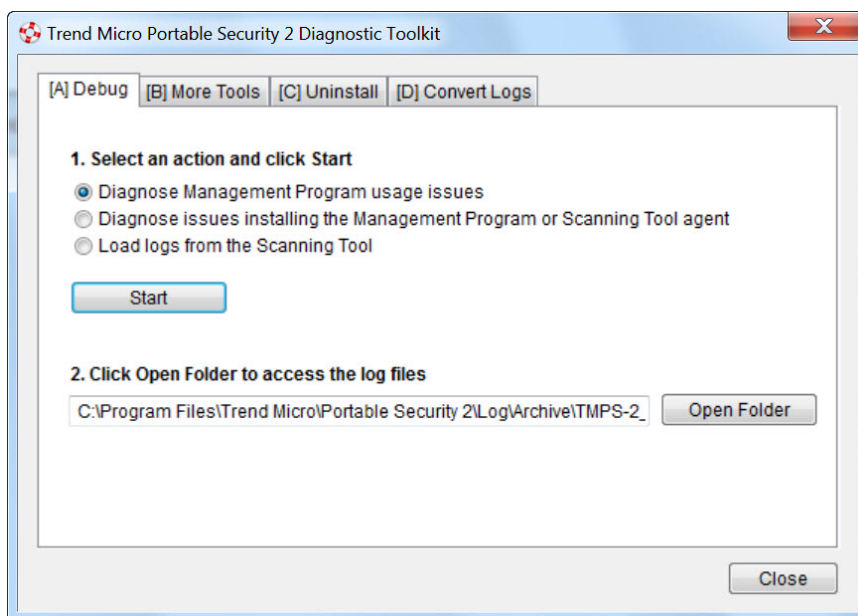 Trend Micro Portable Security 2 Diagnostic Toolkit
X
[A] Debug [B] More Tools [C] Uninstall [D] Convert Logs
1. Select an action and click Start
Diagnose Management Program usage issues
Diagnose issues installing the Management Program or Scanning Tool agent
Load logs from the Scanning Tool
Start
2. Click Open Folder to access the log files
C:\Program Files\Trend Micro\Portable Security 2\Log\Archive\TMPS-2_ Open Folder
Close